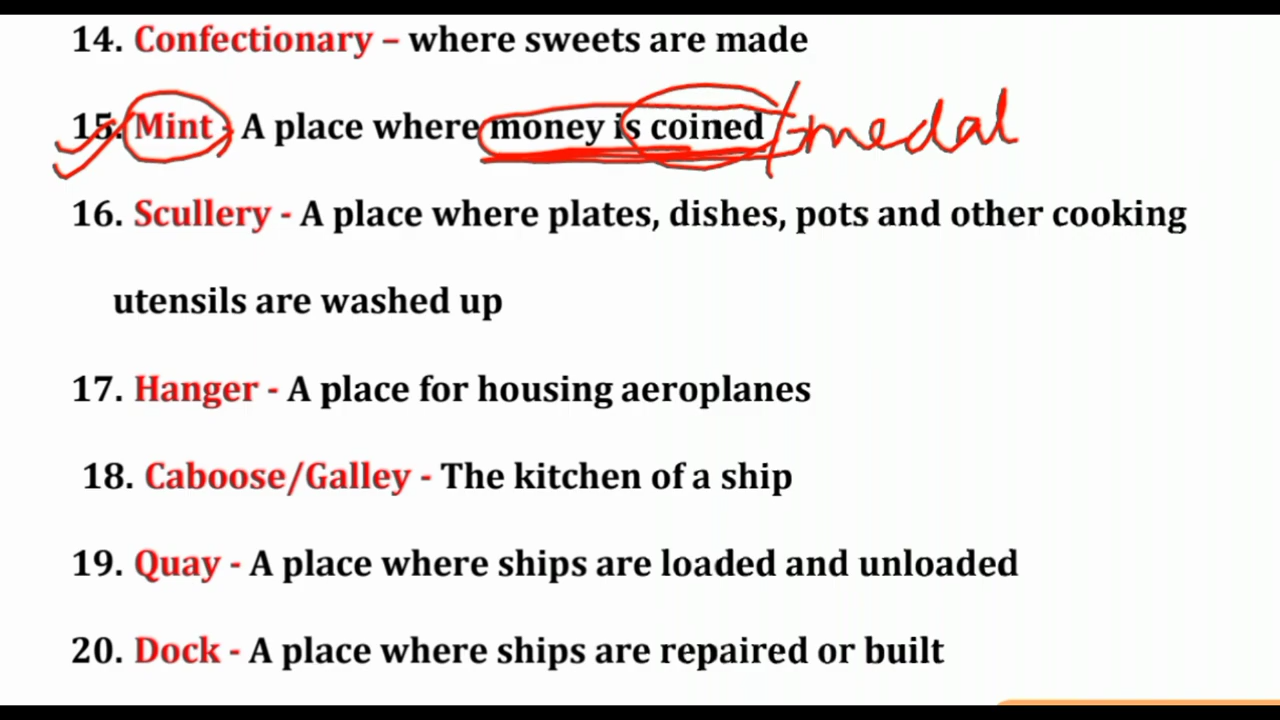 14. Confectionary – where sweets are made
15. Mint - A place where money is coined / medal
16. Scullery - A place where plates, dishes, pots and other cooking
utensils are washed up
17. Hanger - A place for housing aeroplanes
18. Caboose/Galley - The kitchen of a ship
19. Quay - A place where ships are loaded and unloaded
20. Dock - A place where ships are repaired or built